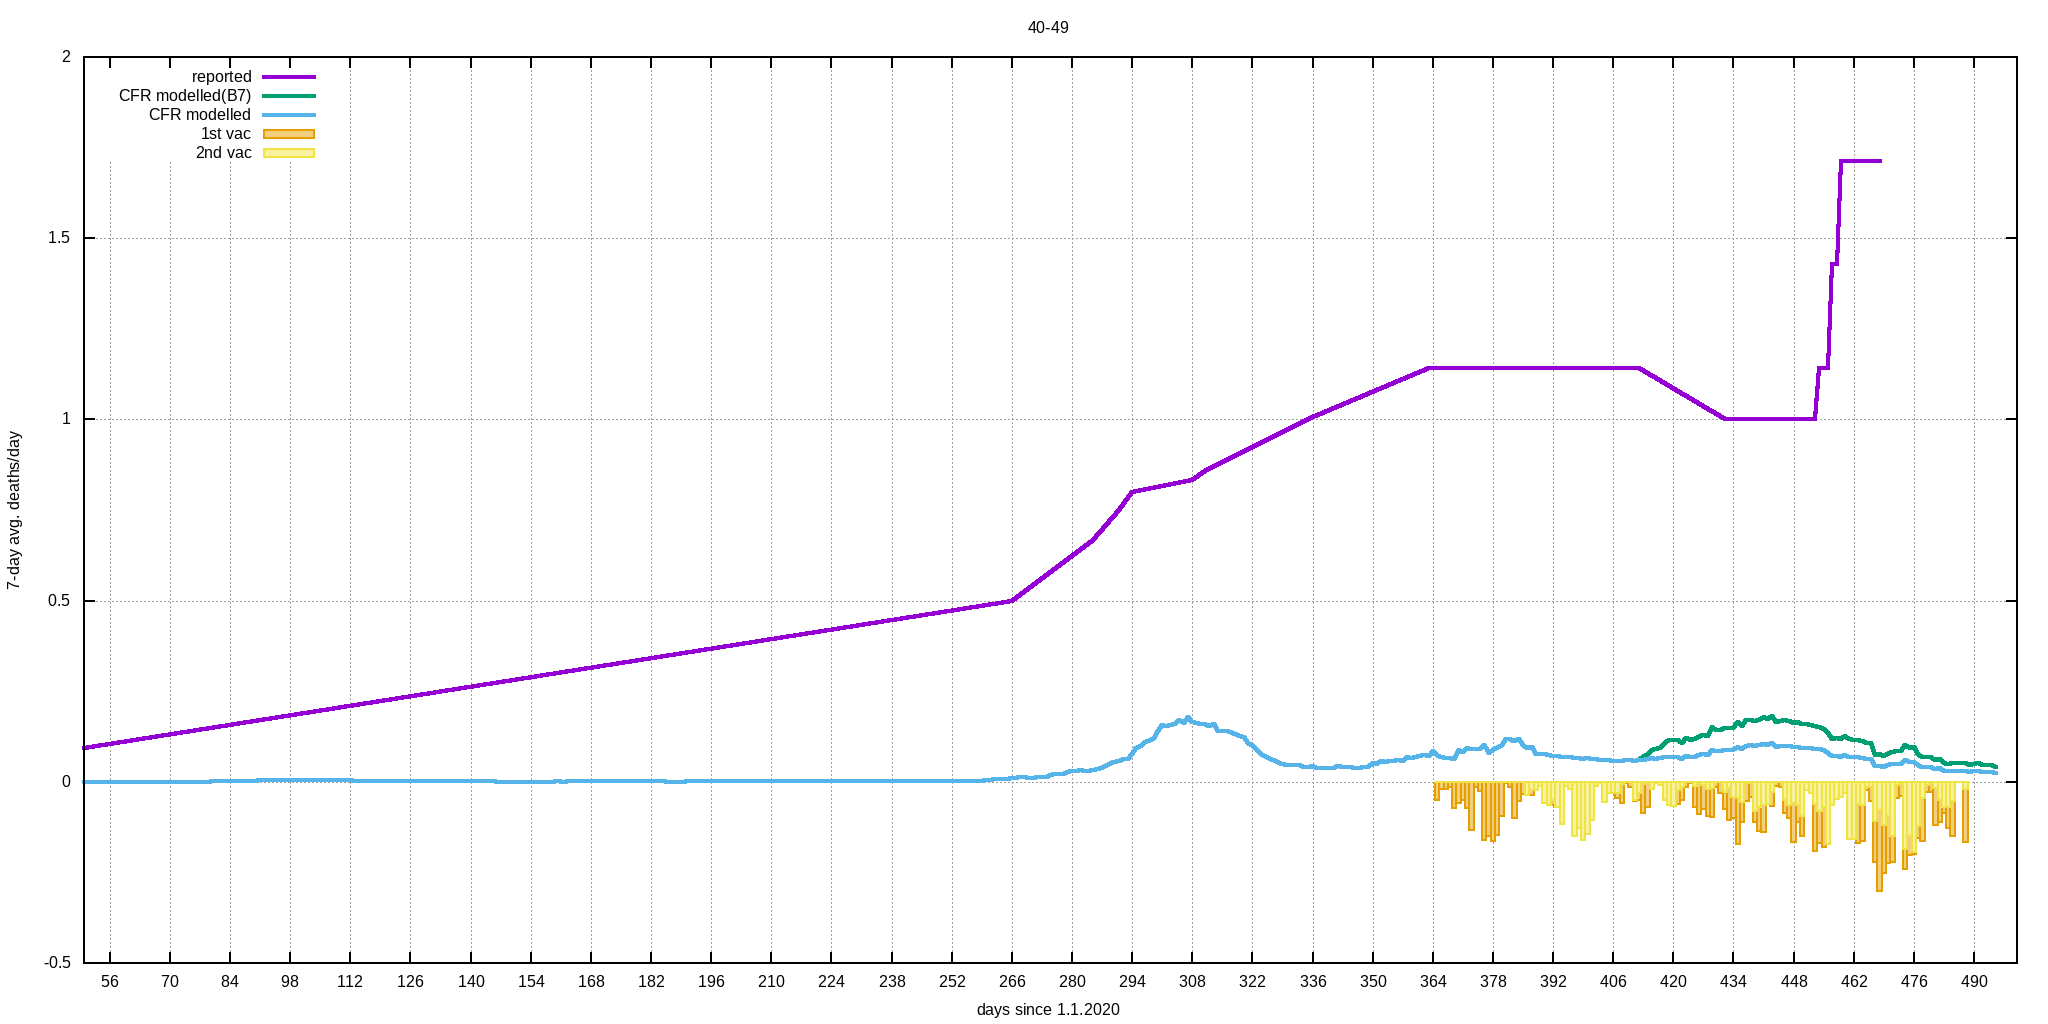 40-49
2
1.5
1
0.5
0
-0.5
7-day avg. deaths/day
reported
CFR modelled(B7)
CFR modelled
1st vac
2nd vac
56 70 84 98 112 126 140 154 168 182 196 210 224 238 252 266 280 294 308 322 336 350 364 378 392 406 420 434 448 462 476 490
days since 1.1.2020